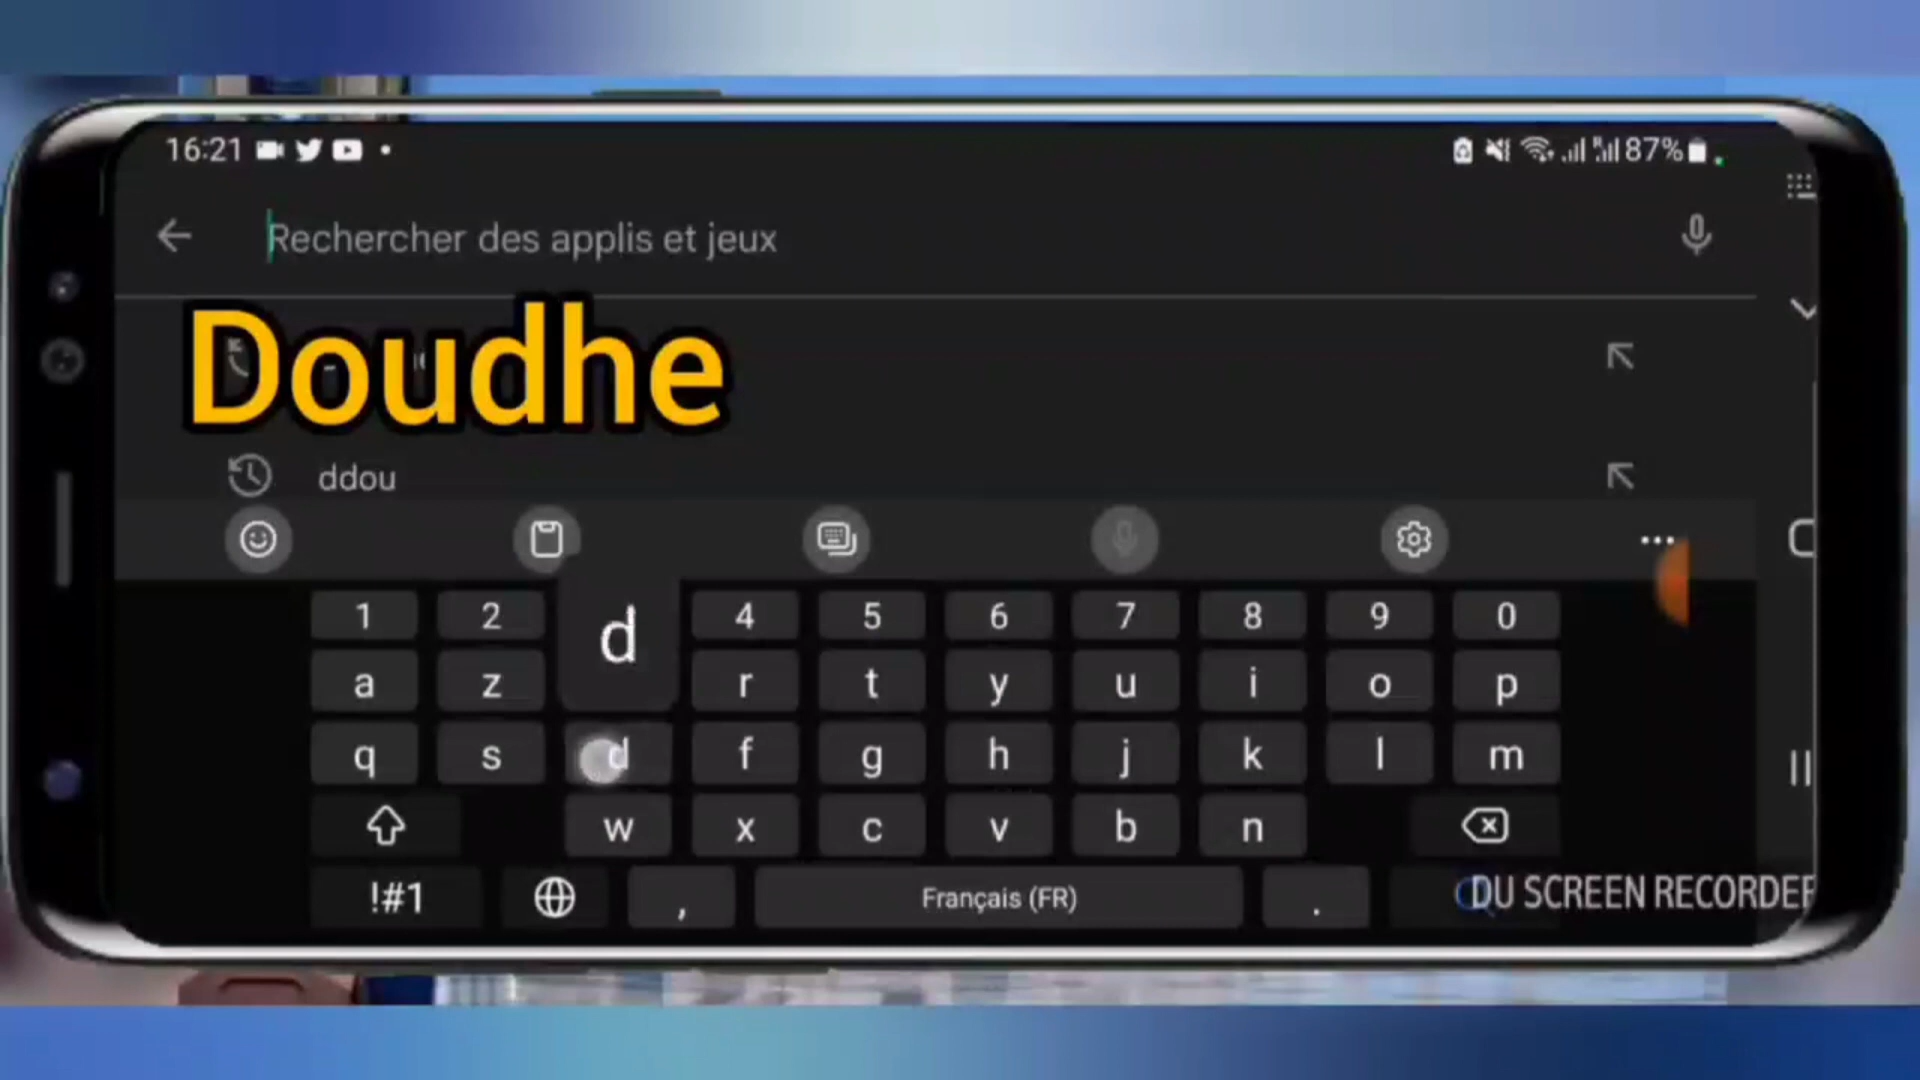 16:21
87%
Rechercher des applis et jeux
Doudhe
ddou
1 2 4 5 6 7 8 9 0
d
a z r t y u i o p
q s d f g h j k l m
w x c v b n
!#1 , Français (FR) .
DU SCREEN RECORDER